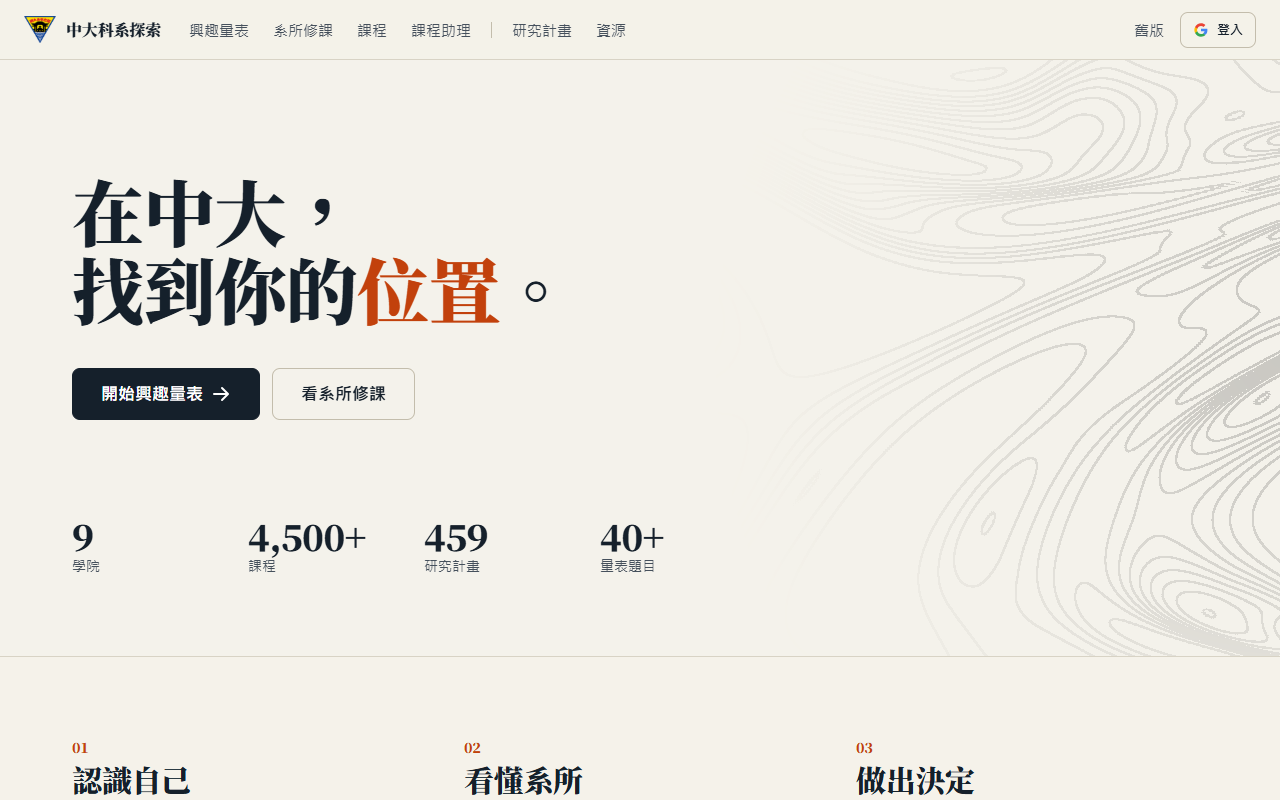 中大科系探索
興趣量表
系所修課
課程
課程助理
研究計畫
資源
舊版
登入
在中大，
找到你的位置。
開始興趣量表 →
看系所修課
9
學院
4,500+
課程
459
研究計畫
40+
量表題目
01
認識自己
02
看懂系所
03
做出決定